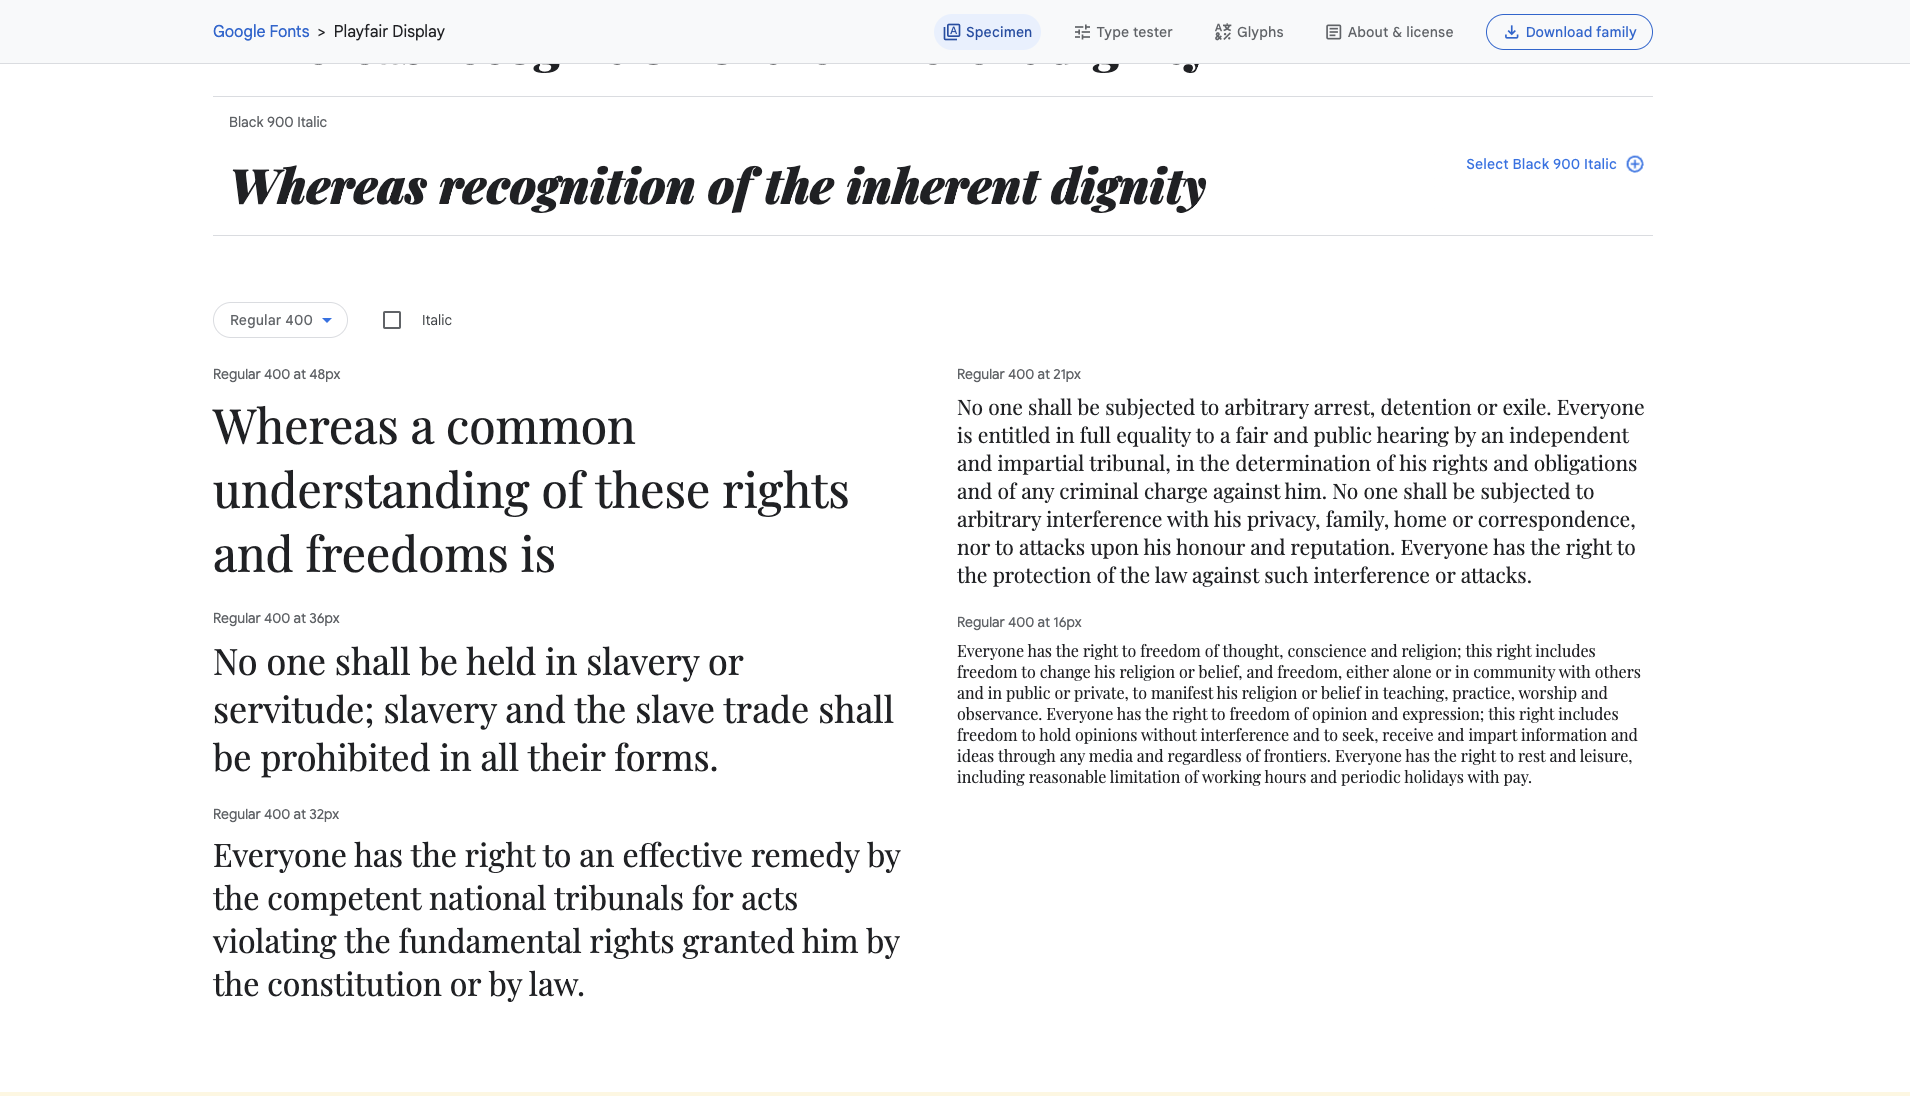 Google Fonts > Playfair Display
Specimen
Type tester
Glyphs
About & license
Download family
Black 900 Italic
Whereas recognition of the inherent dignity
Select Black 900 Italic
Regular 400
Italic
Regular 400 at 48px
Whereas a common
understanding of these rights
and freedoms is
Regular 400 at 36px
No one shall be held in slavery or
servitude; slavery and the slave trade shall
be prohibited in all their forms.
Regular 400 at 32px
Everyone has the right to an effective remedy by
the competent national tribunals for acts
violating the fundamental rights granted him by
the constitution or by law.
Regular 400 at 21px
No one shall be subjected to arbitrary arrest, detention or exile. Everyone
is entitled in full equality to a fair and public hearing by an independent
and impartial tribunal, in the determination of his rights and obligations
and of any criminal charge against him. No one shall be subjected to
arbitrary interference with his privacy, family, home or correspondence,
nor to attacks upon his honour and reputation. Everyone has the right to
the protection of the law against such interference or attacks.
Regular 400 at 16px
Everyone has the right to freedom of thought, conscience and religion; this right includes
freedom to change his religion or belief, and freedom, either alone or in community with others
and in public or private, to manifest his religion or belief in teaching, practice, worship and
observance. Everyone has the right to freedom of opinion and expression; this right includes
freedom to hold opinions without interference and to seek, receive and impart information and
ideas through any media and regardless of frontiers. Everyone has the right to rest and leisure,
including reasonable limitation of working hours and periodic holidays with pay.